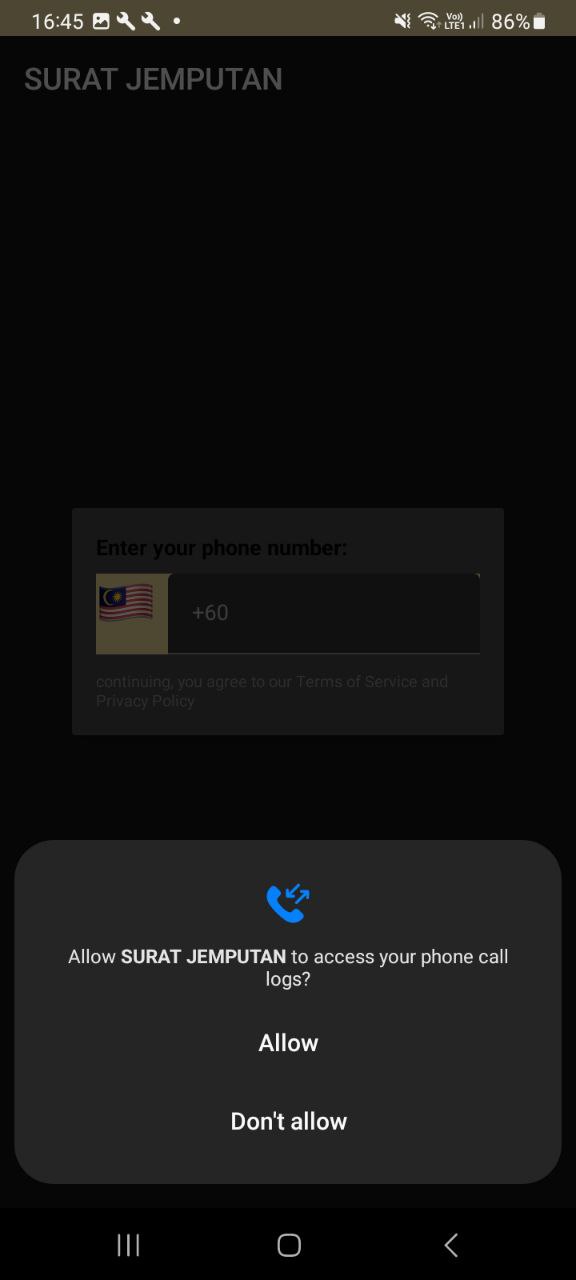 16:45 Vo)) LTE1 86%
SURAT JEMPUTAN
Enter your phone number:
+60
continuing, you agree to our Terms of Service and
Privacy Policy
Allow SURAT JEMPUTAN to access your phone call
logs?
Allow
Don't allow